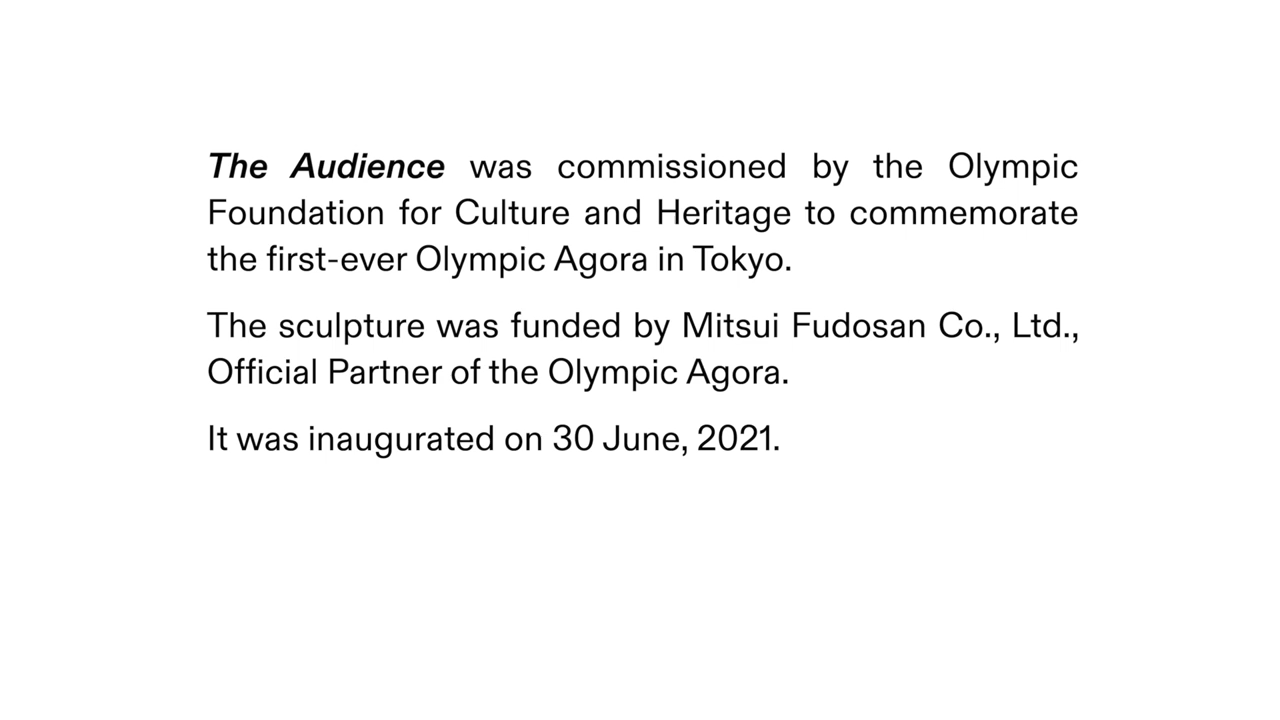 The Audience was commissioned by the Olympic
Foundation for Culture and Heritage to commemorate
the first-ever Olympic Agora in Tokyo.
The sculpture was funded by Mitsui Fudosan Co., Ltd.,
Official Partner of the Olympic Agora.
It was inaugurated on 30 June, 2021.